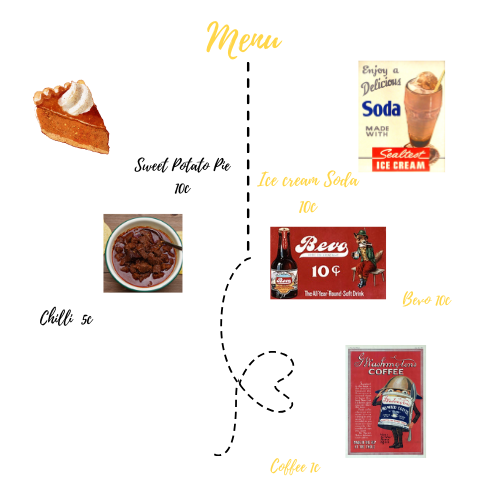 Menu
Enjoy a
Delicious
Soda
MADE
WITH
Sealtest
ICE CREAM
Sweet Potato Pie
10c
Ice cream Soda
10c
Bevo
10¢
The All-Year-Round Soft Drink
Chilli 5c
Bevo 10c
Washington's
COFFEE
Coffee 1c